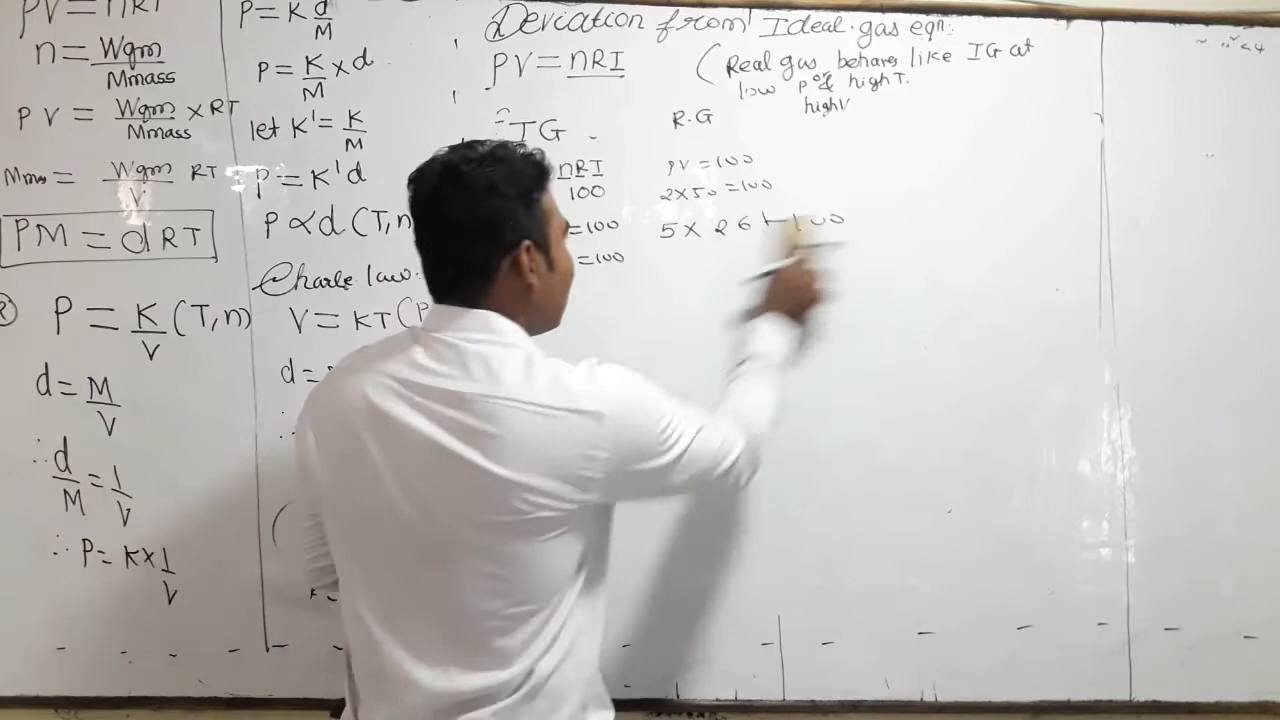 PV = nRT
n = Wgm
Mmass
PV = Wgm × RT
Mmass
Mmass = Wgm RT
V
PM = dRT
P = K (T, n)
V
d = M
V
∴ d = 1
M V
∴ P = K × 1
V
P = K d
M
P = K × d
M
let K' = K
M
P = K'd
P ∝ d (T, n
Charle law:
V = KT (P
d =
∴
Deviation from Ideal gas eqn:
PV = nRT
(Real gas behaves like IG at
low P & high T.
high V
IG
nRT
100
= 100
= 100
R.G
PV = 100
2 × 50 = 100
5 × 26 100